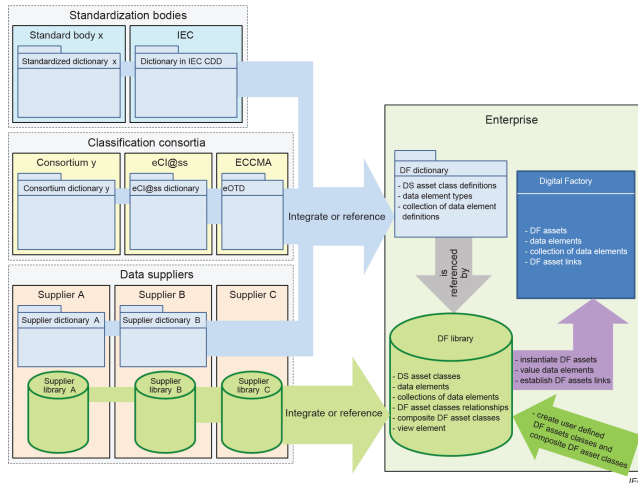 Standardization bodies
Standard body x
IEC
Standardized dictionary x
Dictionary in IEC CDD
Classification consortia
Consortium y
eCl@ss
ECCMA
Consortium dictionary y
eCl@ss dictionary
eOTD
Data suppliers
Supplier A
Supplier B
Supplier C
Supplier dictionary A
Supplier dictionary B
Supplier
library A
Supplier
library B
Supplier
library C
Integrate or reference
Integrate or reference
Enterprise
DF dictionary
- DS asset class definitions
- data element types
- collection of data element
definitions
is
referenced
by
Digital Factory
- DF assets
- data elements
- collection of data elements
- DF asset links
DF library
- DS asset classes
- data elements
- collections of data elements
- DF asset classes relationships
- composite DF asset classes
- view element
- instantiate DF assets
- value data elements
- establish DF assets links
- create user defined
DF assets classes and
composite DF asset classes